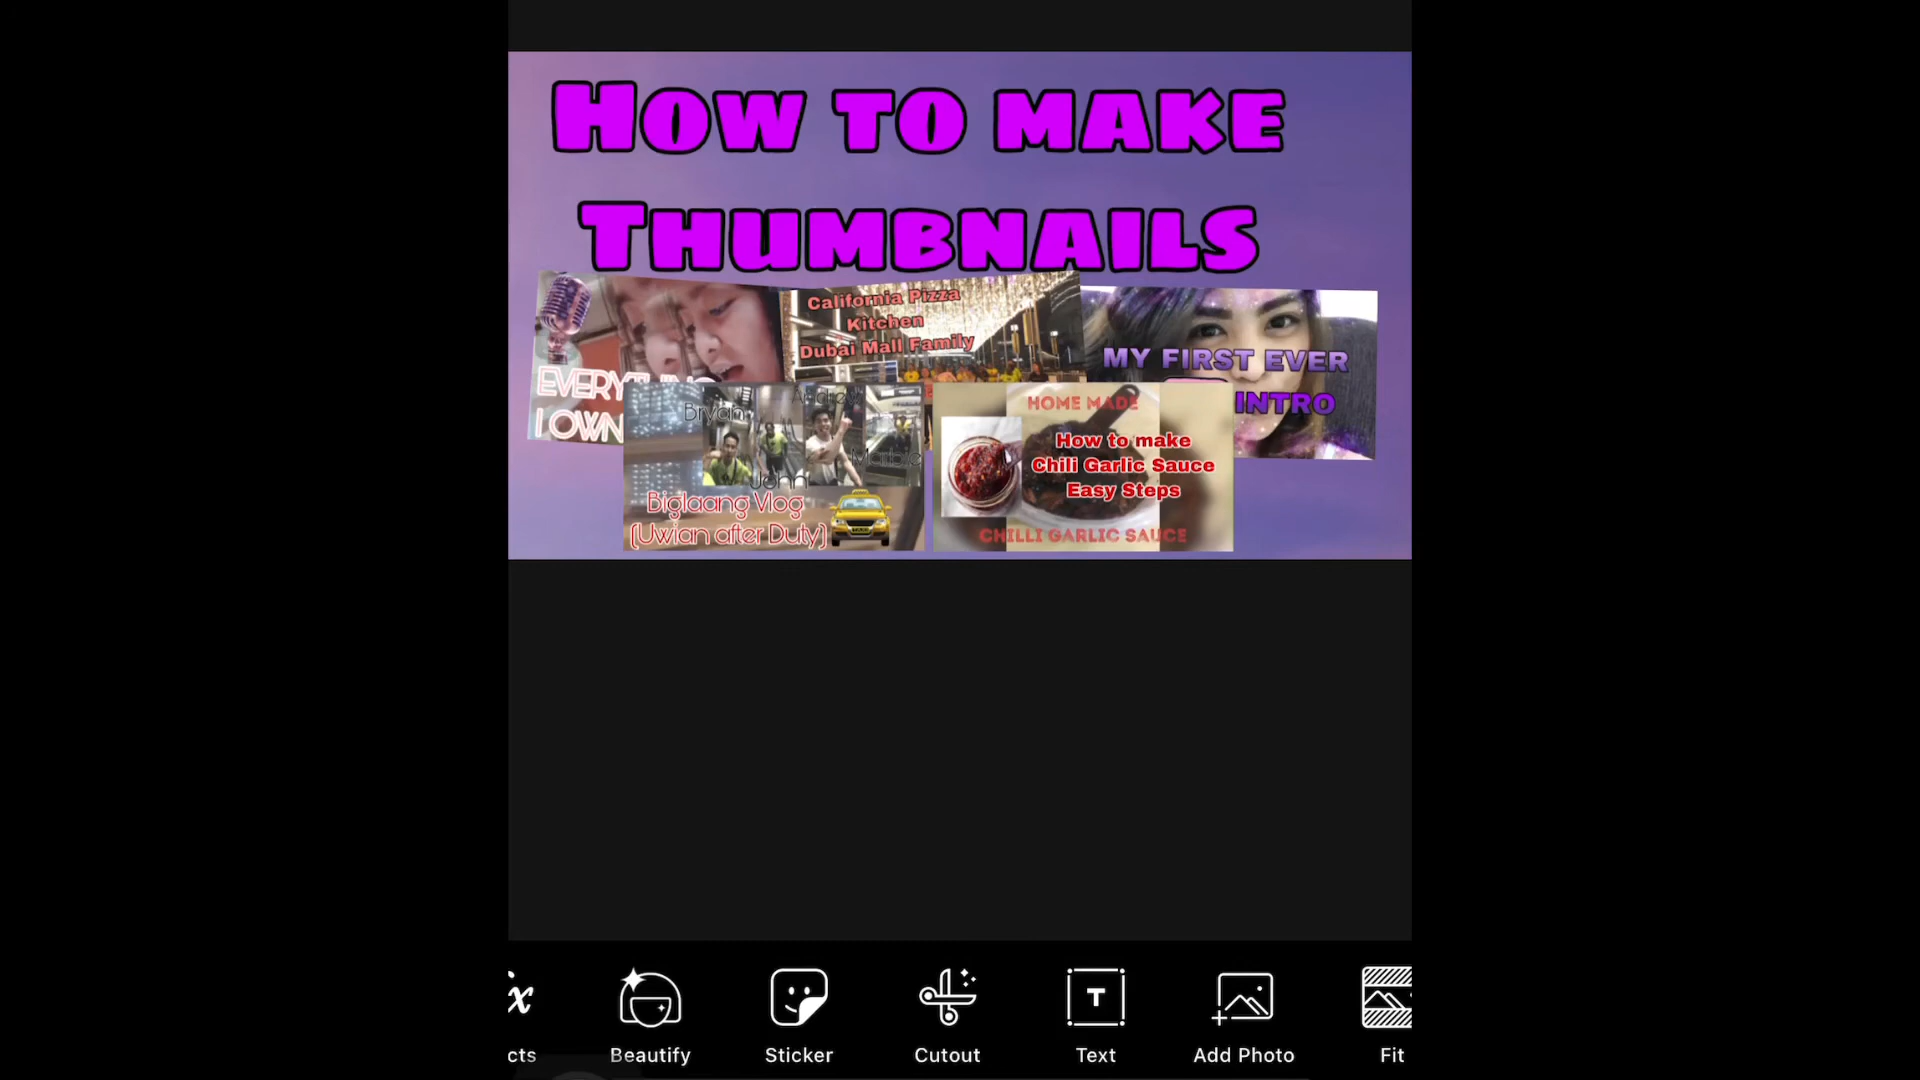 How to make
Thumbnails
California Pizza
Kitchen
Dubai Mall Family
EVERYTHING
I OWN
MY FIRST EVER
INTRO
Andrey
Bryan
John
Biglaang Vlog
(Uwian after Duty)
HOME MADE
How to make
Chili Garlic Sauce
Easy Steps
CHILLI GARLIC SAUCE
cts
Beautify
Sticker
Cutout
T
Text
Add Photo
Fit